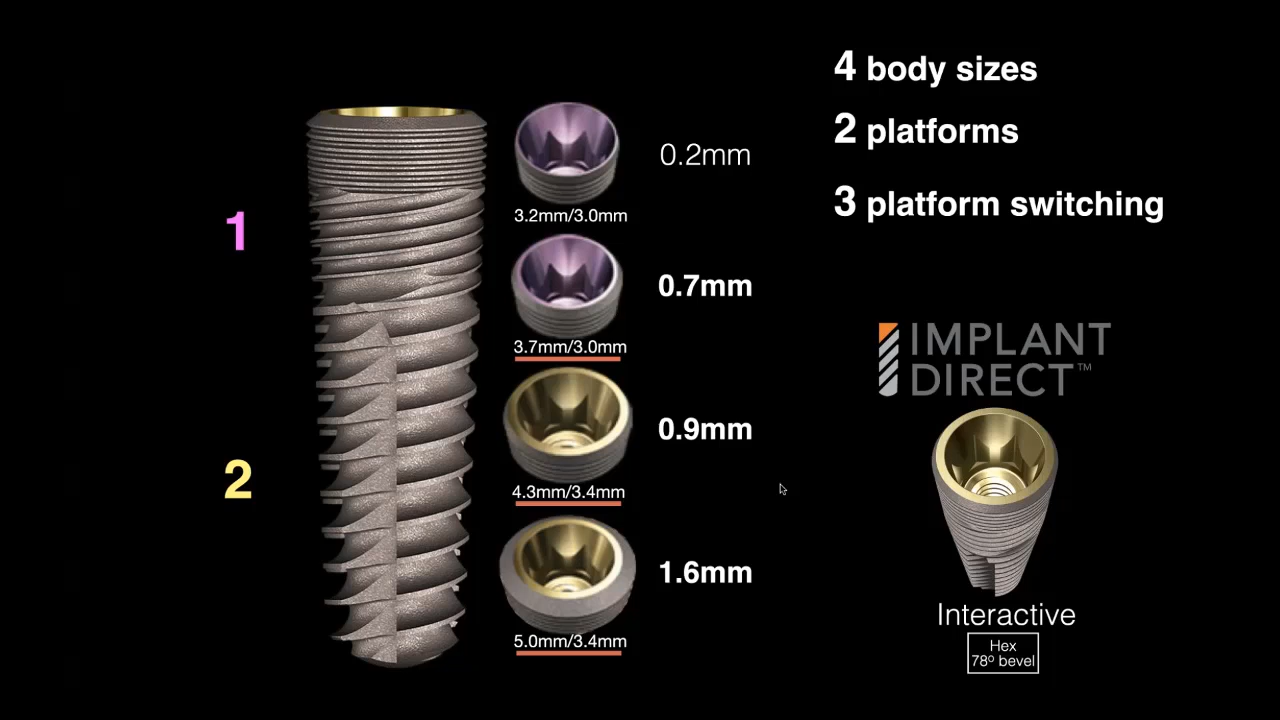 4 body sizes
2 platforms
3 platform switching
1
2
0.2mm
3.2mm/3.0mm
0.7mm
3.7mm/3.0mm
0.9mm
4.3mm/3.4mm
1.6mm
5.0mm/3.4mm
IMPLANT
DIRECT™
Interactive
Hex
78º bevel